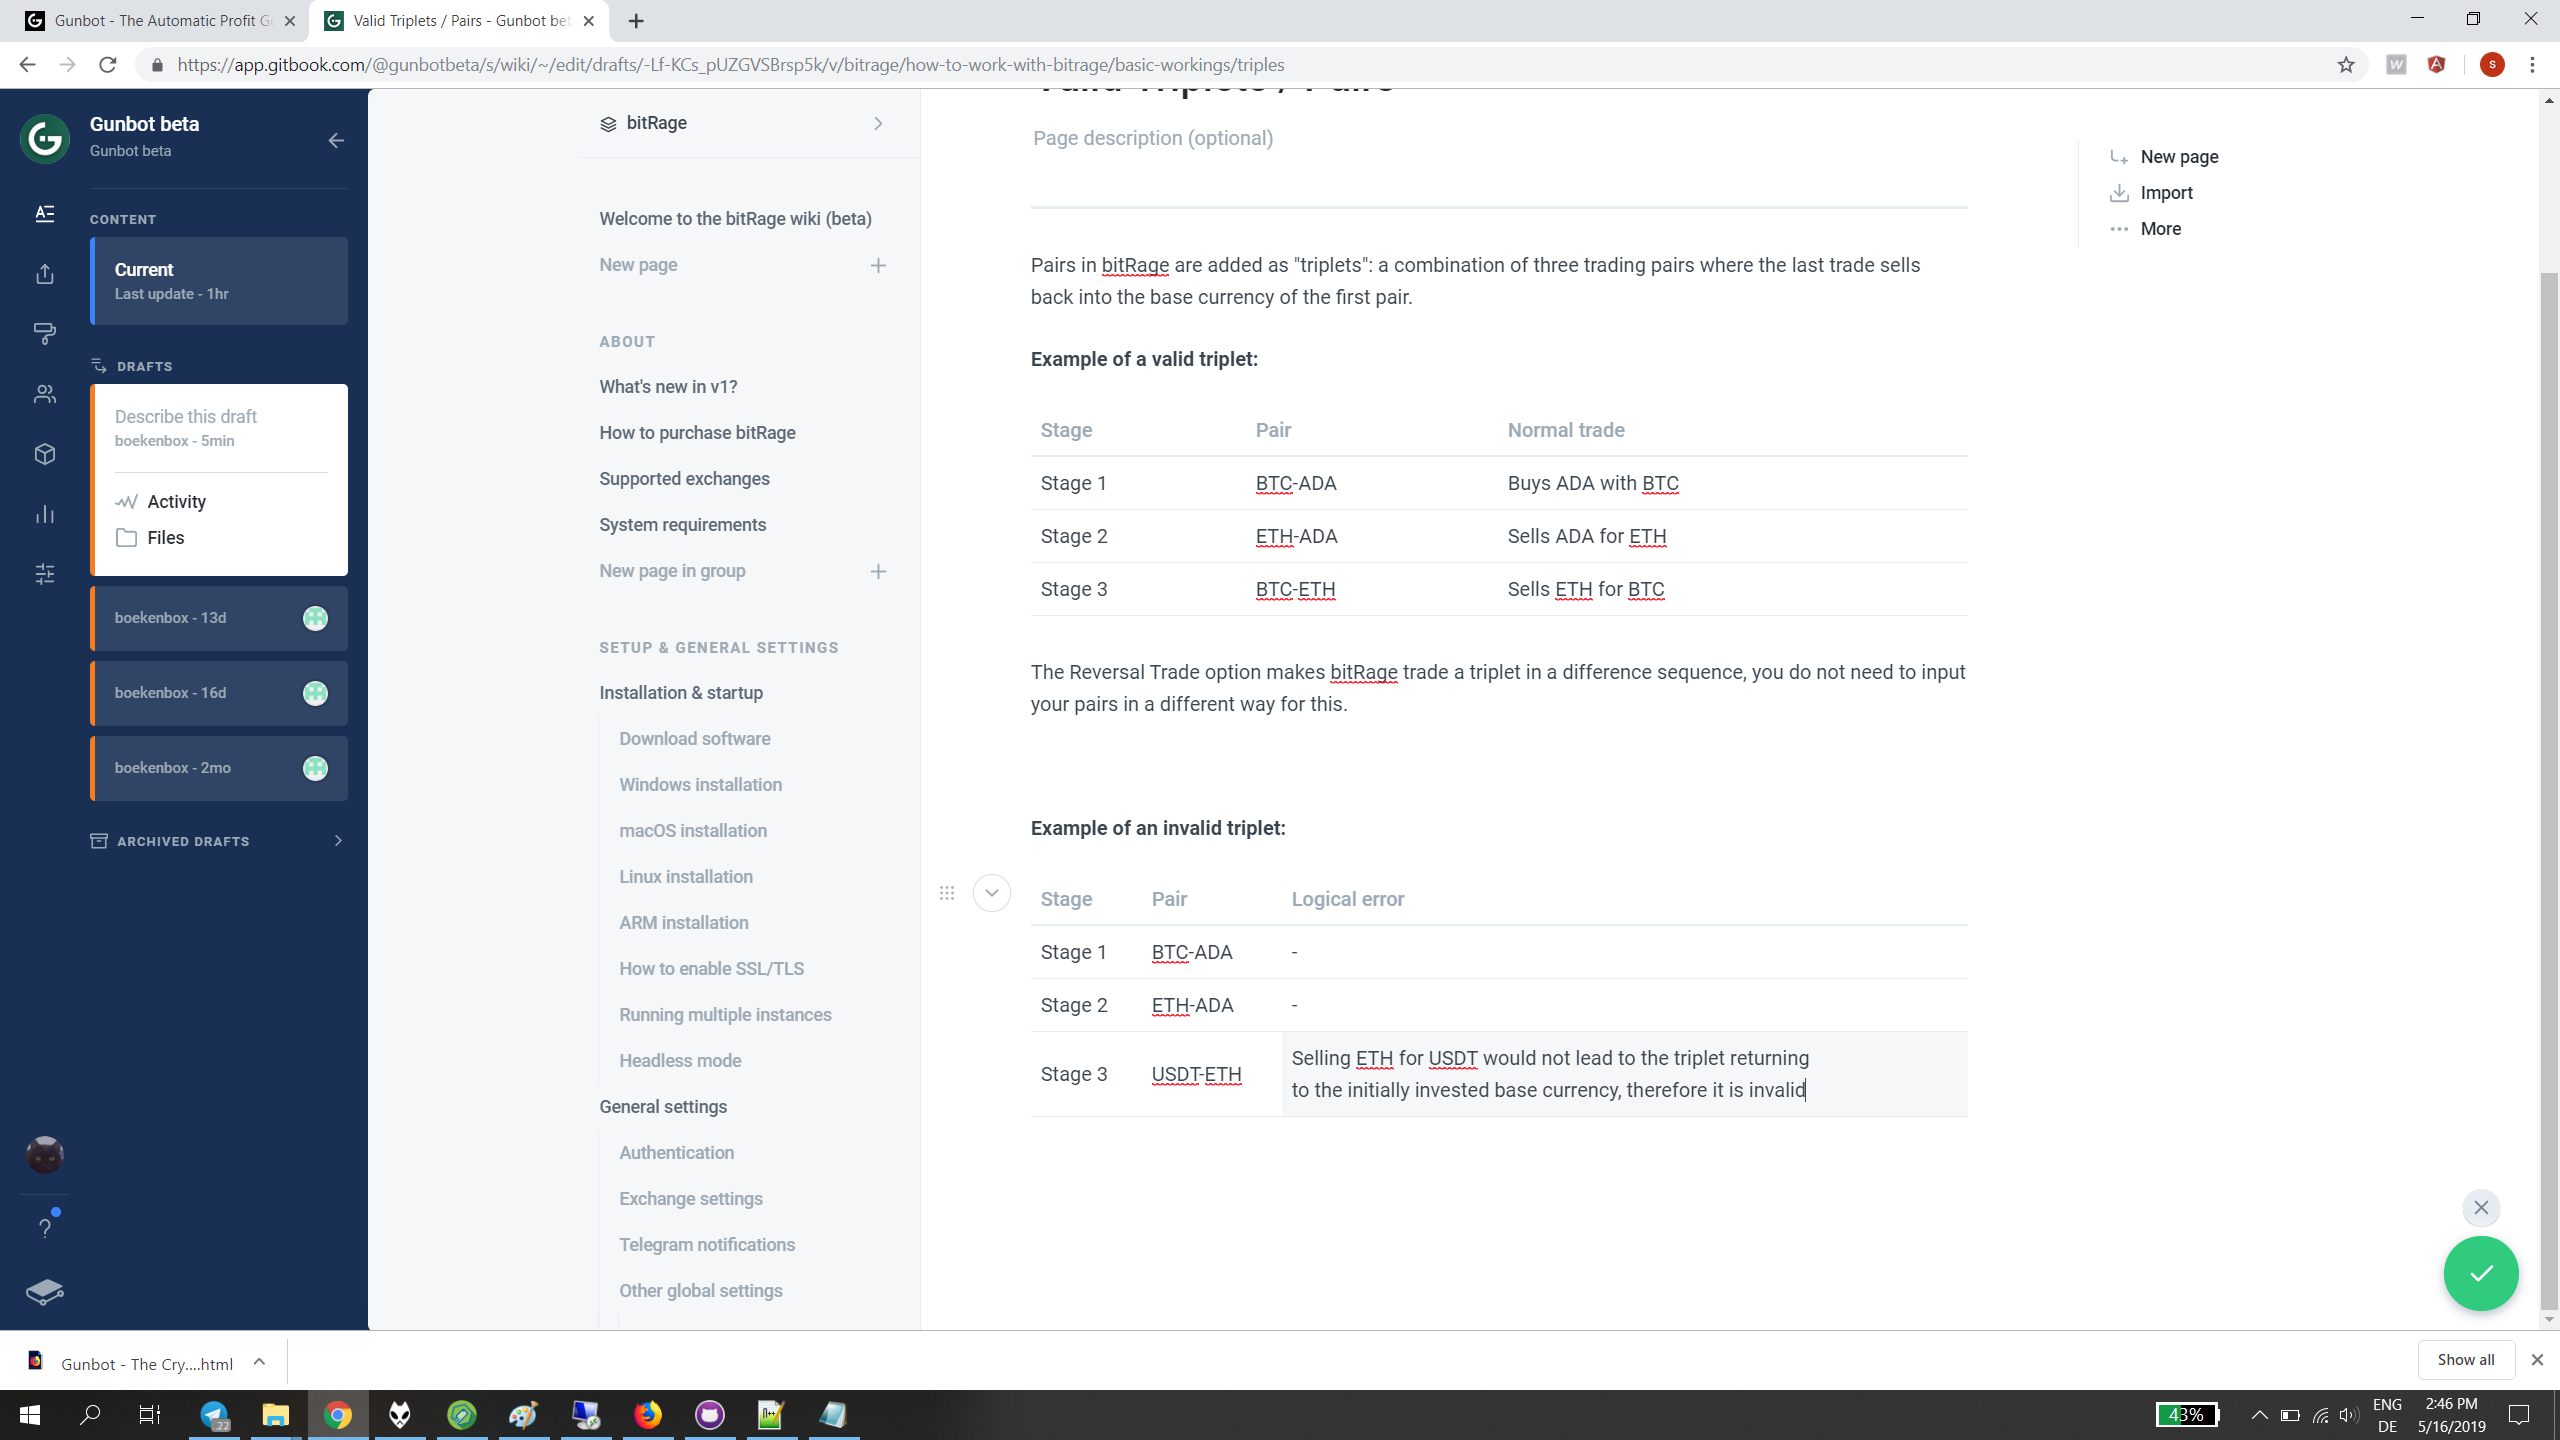 Gunbot - The Automatic Profit Ge
Valid Triplets / Pairs - Gunbot bet
https://app.gitbook.com/@gunbotbeta/s/wiki/~/edit/drafts/-Lf-KCs_pUZGVSBrsp5k/v/bitrage/how-to-work-with-bitrage/basic-workings/triples
S
Gunbot beta
Gunbot beta
CONTENT
Current
Last update - 1hr
DRAFTS
Describe this draft
boekenbox - 5min
Activity
Files
boekenbox - 13d
boekenbox - 16d
boekenbox - 2mo
ARCHIVED DRAFTS
bitRage
Welcome to the bitRage wiki (beta)
New page
ABOUT
What's new in v1?
How to purchase bitRage
Supported exchanges
System requirements
New page in group
SETUP & GENERAL SETTINGS
Installation & startup
Download software
Windows installation
macOS installation
Linux installation
ARM installation
How to enable SSL/TLS
Running multiple instances
Headless mode
General settings
Authentication
Exchange settings
Telegram notifications
Other global settings
Valid Triplets / Pairs
Page description (optional)
Pairs in bitRage are added as "triplets": a combination of three trading pairs where the last trade sells
back into the base currency of the first pair.
Example of a valid triplet:
Stage Pair Normal trade
Stage 1 BTC-ADA Buys ADA with BTC
Stage 2 ETH-ADA Sells ADA for ETH
Stage 3 BTC-ETH Sells ETH for BTC
The Reversal Trade option makes bitRage trade a triplet in a difference sequence, you do not need to input
your pairs in a different way for this.
Example of an invalid triplet:
Stage Pair Logical error
Stage 1 BTC-ADA -
Stage 2 ETH-ADA -
Stage 3 USDT-ETH Selling ETH for USDT would not lead to the triplet returning
to the initially invested base currency, therefore it is invalid
New page
Import
More
Gunbot - The Cry....html
Show all
22
43%
ENG
DE
2:46 PM
5/16/2019